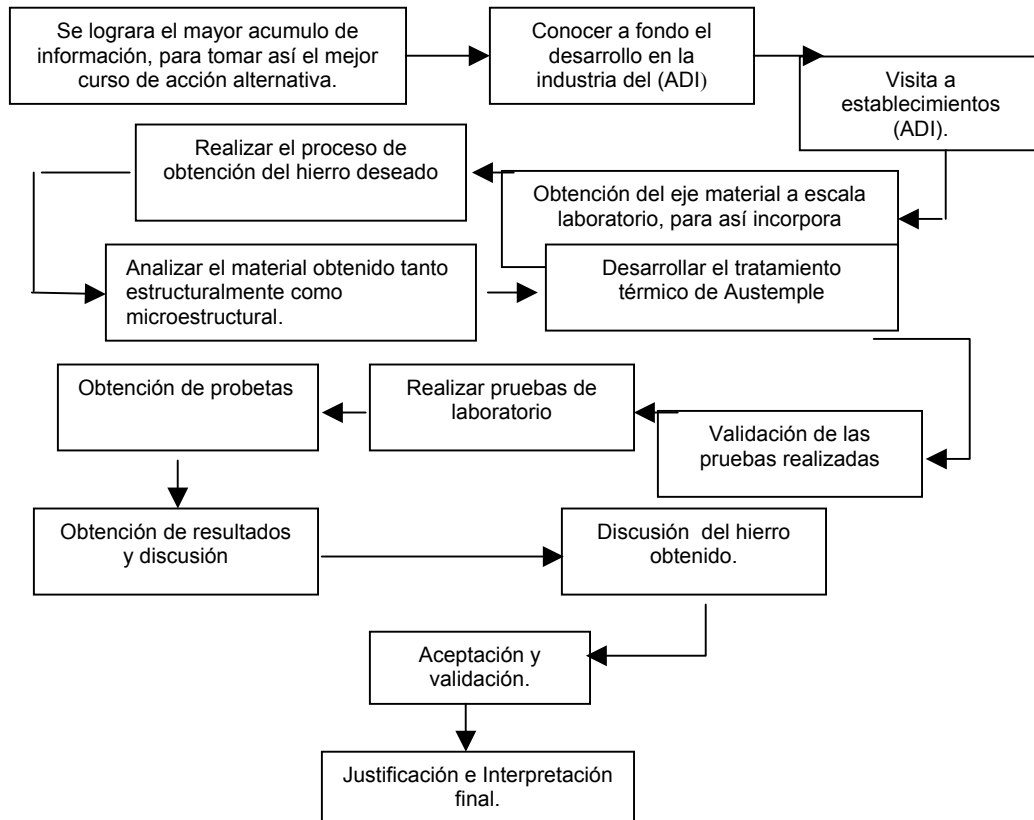 Se lograra el mayor acumulo de
información, para tomar así el mejor
curso de acción alternativa.
Conocer a fondo el
desarrollo en la
industria del (ADI)
Visita a
establecimientos
(ADI).
Realizar el proceso de
obtención del hierro deseado
Obtención del eje material a escala
laboratorio, para así incorpora
Analizar el material obtenido tanto
estructuralmente como
microestructural.
Desarrollar el tratamiento
térmico de Austemple
Obtención de probetas
Realizar pruebas de
laboratorio
Validación de las
pruebas realizadas
Obtención de resultados
y discusión
Discusión del hierro
obtenido.
Aceptación y
validación.
Justificación e Interpretación
final.